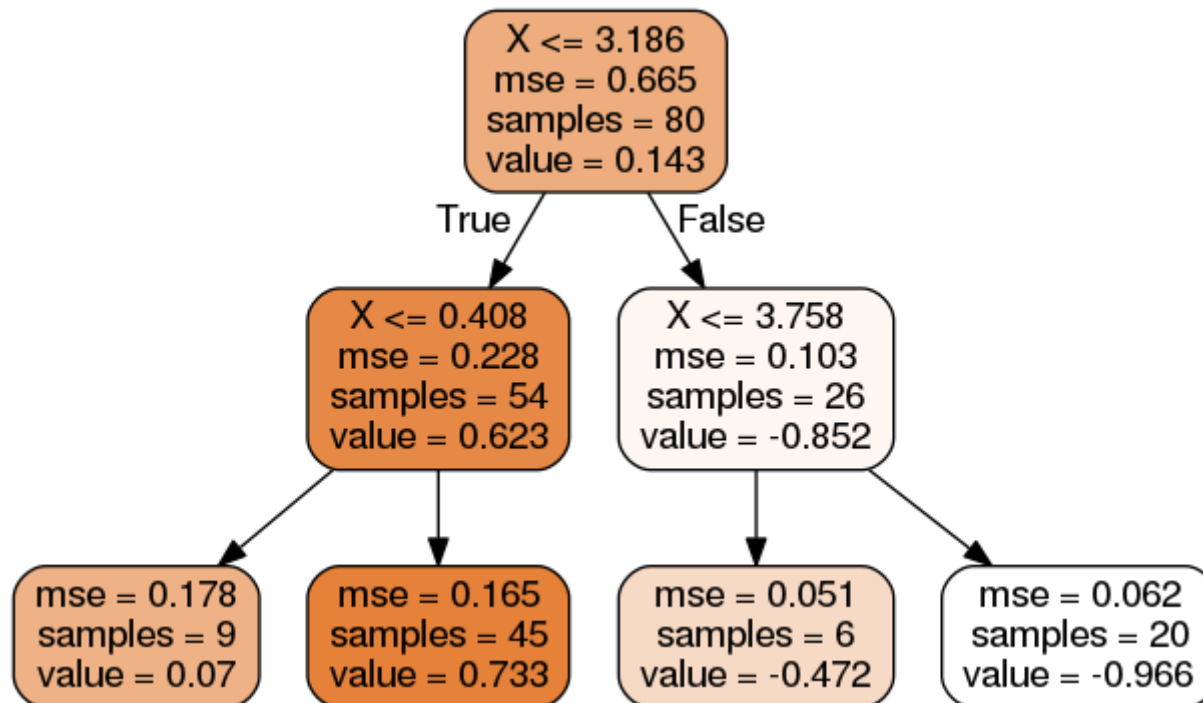 X <= 3.186
mse = 0.665
samples = 80
value = 0.143
True
False
X <= 0.408
mse = 0.228
samples = 54
value = 0.623
X <= 3.758
mse = 0.103
samples = 26
value = -0.852
mse = 0.178
samples = 9
value = 0.07
mse = 0.165
samples = 45
value = 0.733
mse = 0.051
samples = 6
value = -0.472
mse = 0.062
samples = 20
value = -0.966